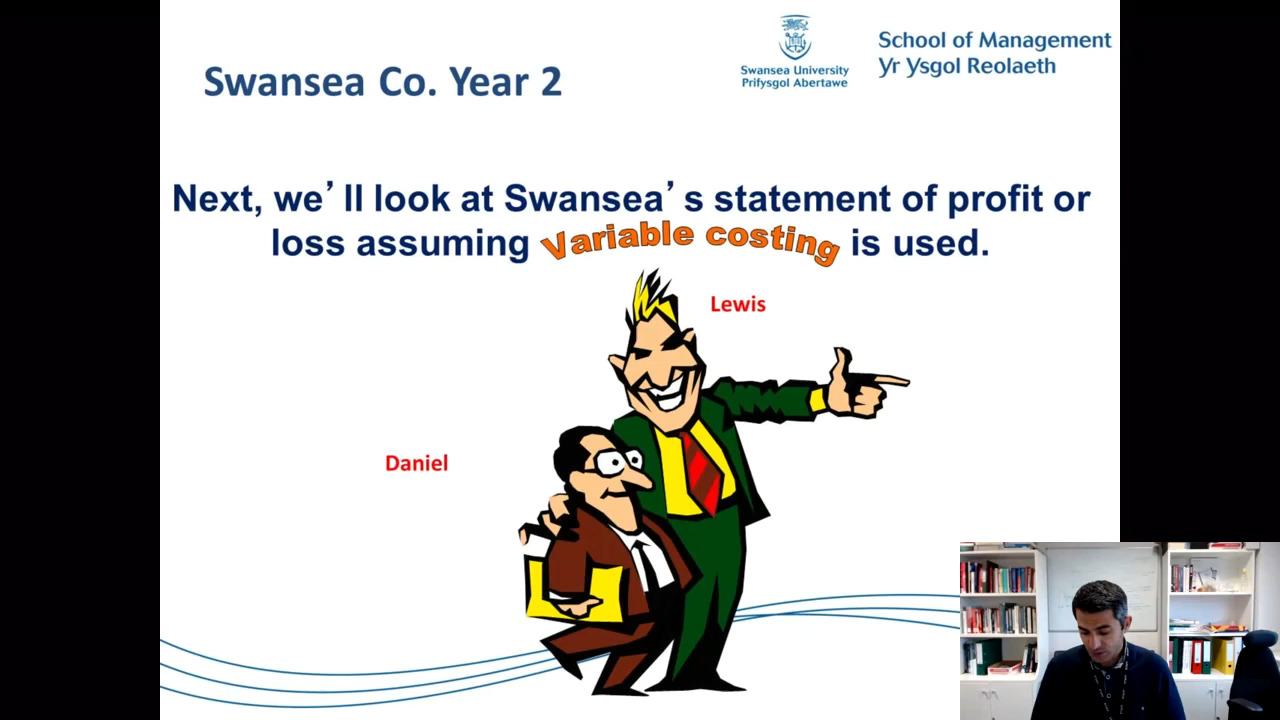 Swansea University
Prifysgol Abertawe
School of Management
Yr Ysgol Reolaeth
Swansea Co. Year 2
Next, we’ ll look at Swansea’ s statement of profit or
loss assuming Variable costing is used.
Lewis
Daniel